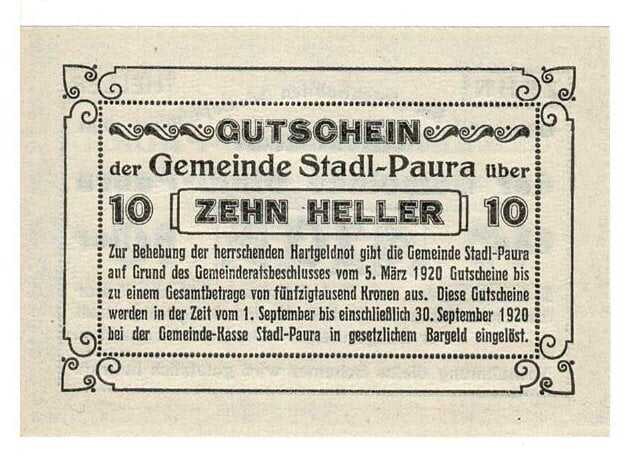 GUTSCHEIN
der Gemeinde Stadl-Paura über
10 ZEHN HELLER 10
Zur Behebung der herrschenden Hartgeldnot gibt die Gemeinde Stadl-Paura
auf Grund des Gemeinderatsbeschlusses vom 5. März 1920 Gutscheine bis
zu einem Gesamtbetrage von fünfzigtausend Kronen aus. Diese Gutscheine
werden in der Zeit vom 1. September bis einschließlich 30. September 1920
bei der Gemeinde-Kasse Stadl-Paura in gesetzlichem Bargeld eingelöst.